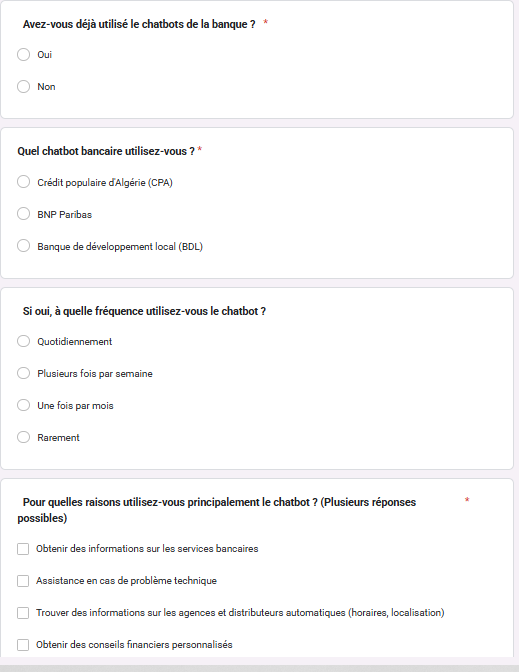 Avez-vous déjà utilisé le chatbots de la banque ? *
Oui
Non
Quel chatbot bancaire utilisez-vous ? *
Crédit populaire d'Algérie (CPA)
BNP Paribas
Banque de développement local (BDL)
Si oui, à quelle fréquence utilisez-vous le chatbot ?
Quotidiennement
Plusieurs fois par semaine
Une fois par mois
Rarement
Pour quelles raisons utilisez-vous principalement le chatbot ? (Plusieurs réponses *
possibles)
Obtenir des informations sur les services bancaires
Assistance en cas de problème technique
Trouver des informations sur les agences et distributeurs automatiques (horaires, localisation)
Obtenir des conseils financiers personnalisés